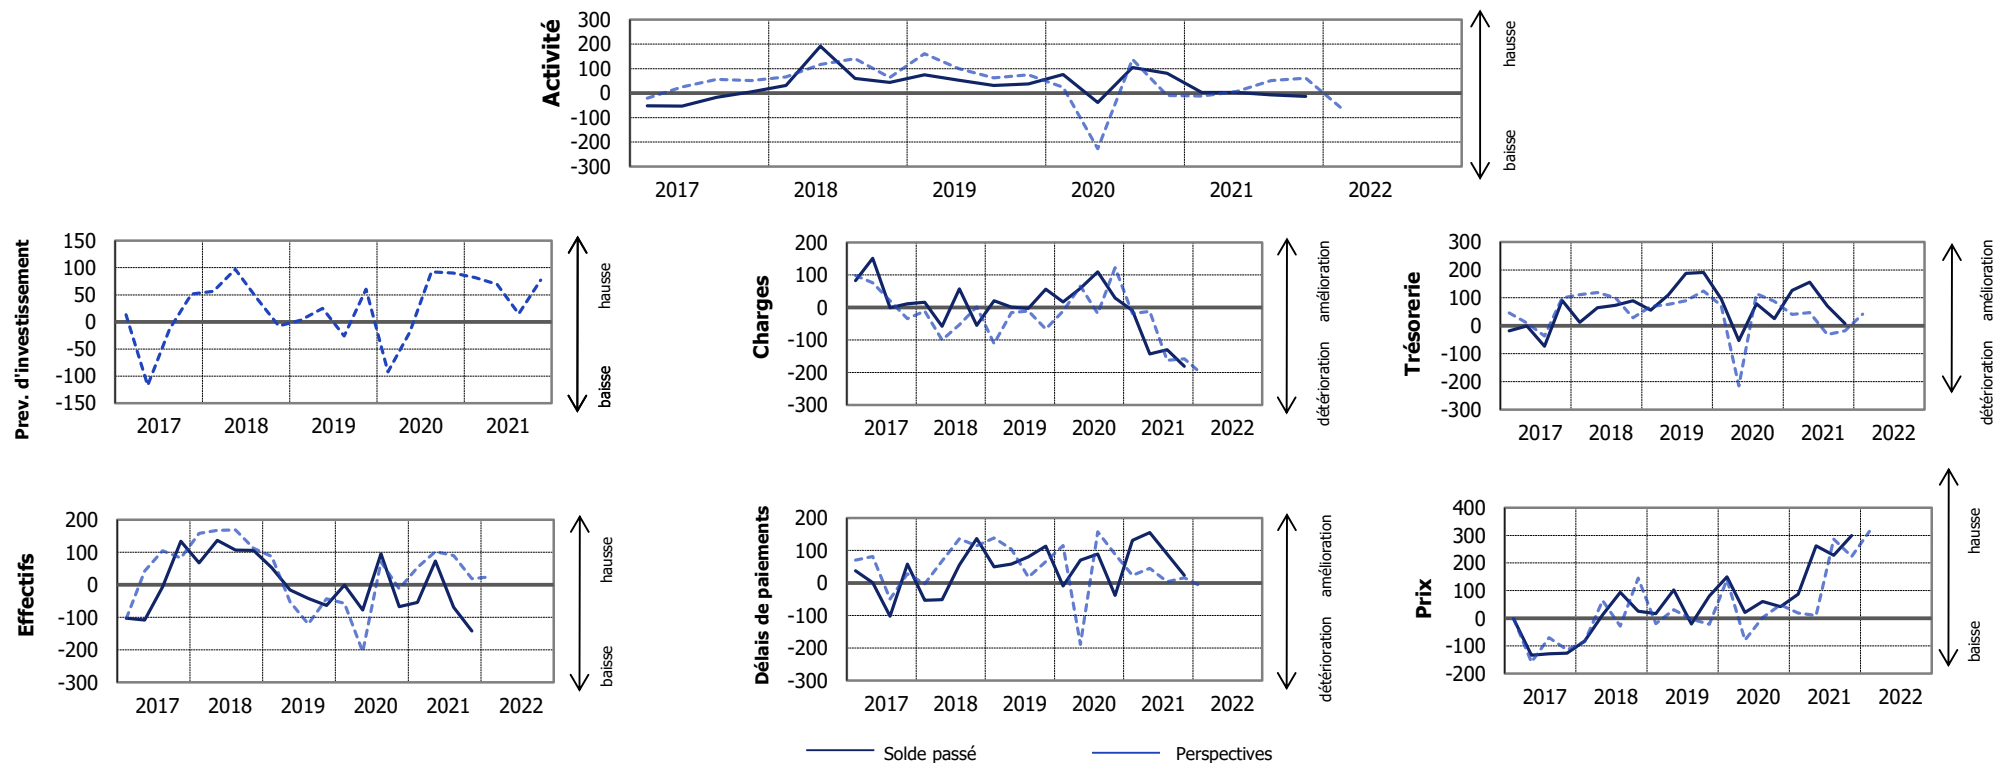 Activité
300
200
100
0
-100
-200
-300
2017 2018 2019 2020 2021 2022
hausse
baisse
Prev. d'investissement
150
100
50
0
-50
-100
-150
2017 2018 2019 2020 2021
hausse
baisse
Charges
200
100
0
-100
-200
-300
2017 2018 2019 2020 2021 2022
amélioration
détérioration
Trésorerie
300
200
100
0
-100
-200
-300
2017 2018 2019 2020 2021 2022
amélioration
détérioration
Effectifs
200
100
0
-100
-200
-300
2017 2018 2019 2020 2021 2022
hausse
baisse
Délais de paiements
200
100
0
-100
-200
-300
2017 2018 2019 2020 2021 2022
amélioration
détérioration
Prix
400
300
200
100
0
-100
-200
2017 2018 2019 2020 2021 2022
hausse
baisse
Solde passé
Perspectives